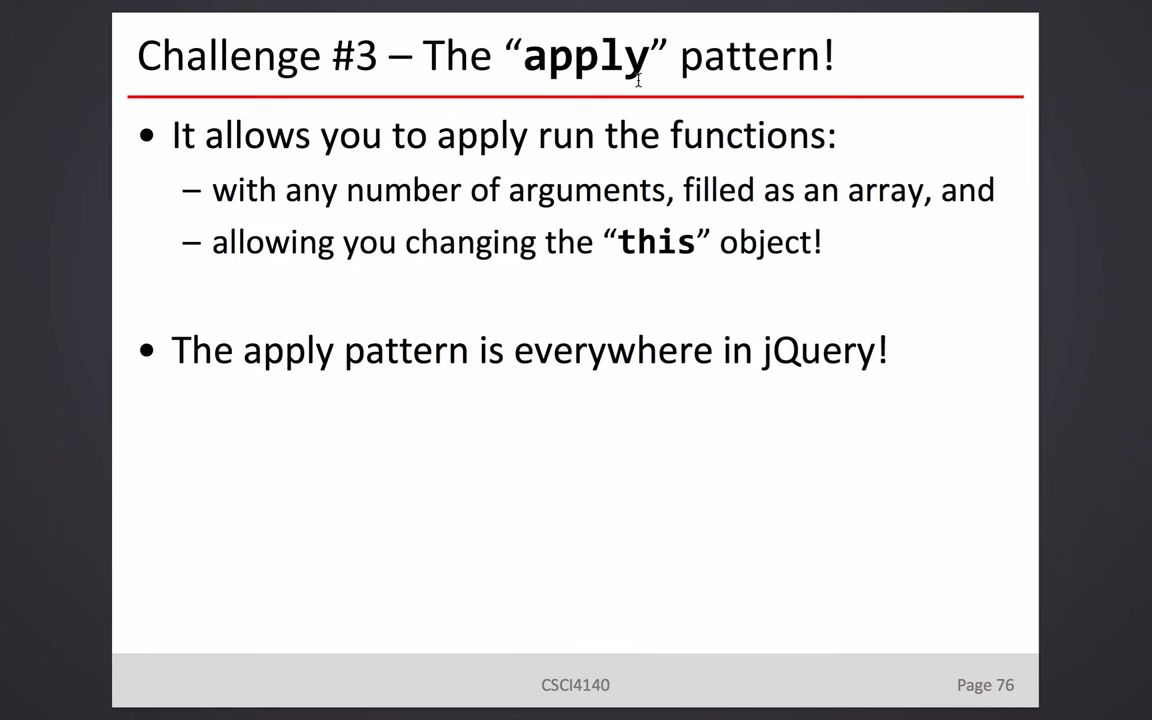 Challenge #3 – The “apply” pattern!
• It allows you to apply run the functions:
– with any number of arguments, filled as an array, and
– allowing you changing the “this” object!
• The apply pattern is everywhere in jQuery!
CSCI4140
Page 76